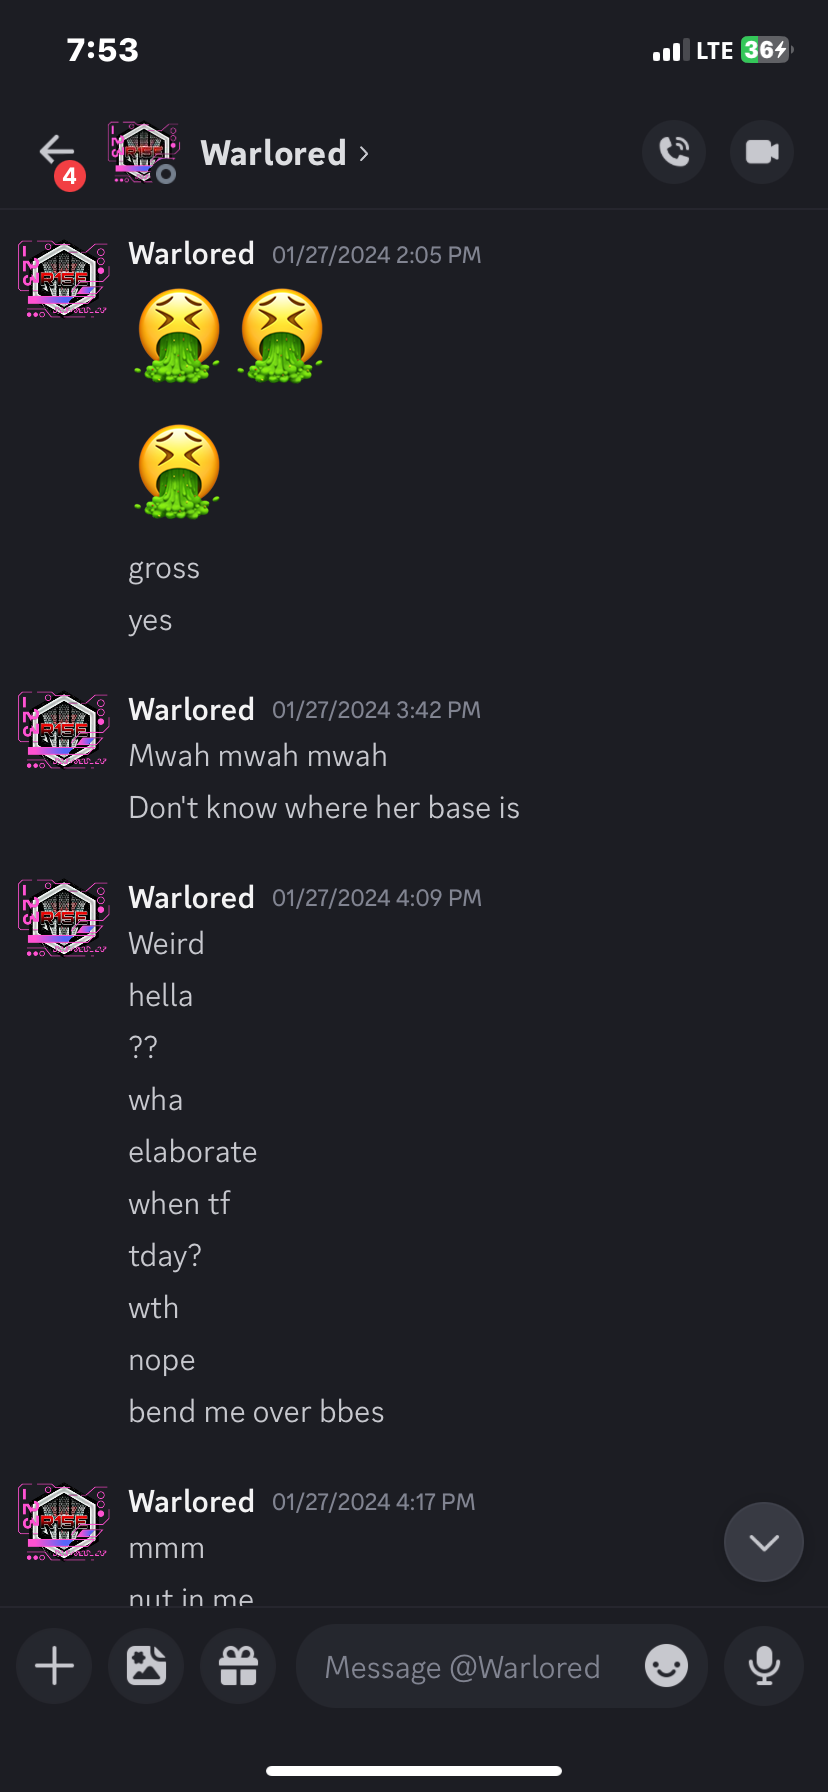 7:53
LTE 36
4
Warlored
Warlored 01/27/2024 2:05 PM
gross
yes
Warlored 01/27/2024 3:42 PM
Mwah mwah mwah
Don't know where her base is
Warlored 01/27/2024 4:09 PM
Weird
hella
??
wha
elaborate
when tf
tday?
wth
nope
bend me over bbes
Warlored 01/27/2024 4:17 PM
mmm
nut in me
Message @Warlored